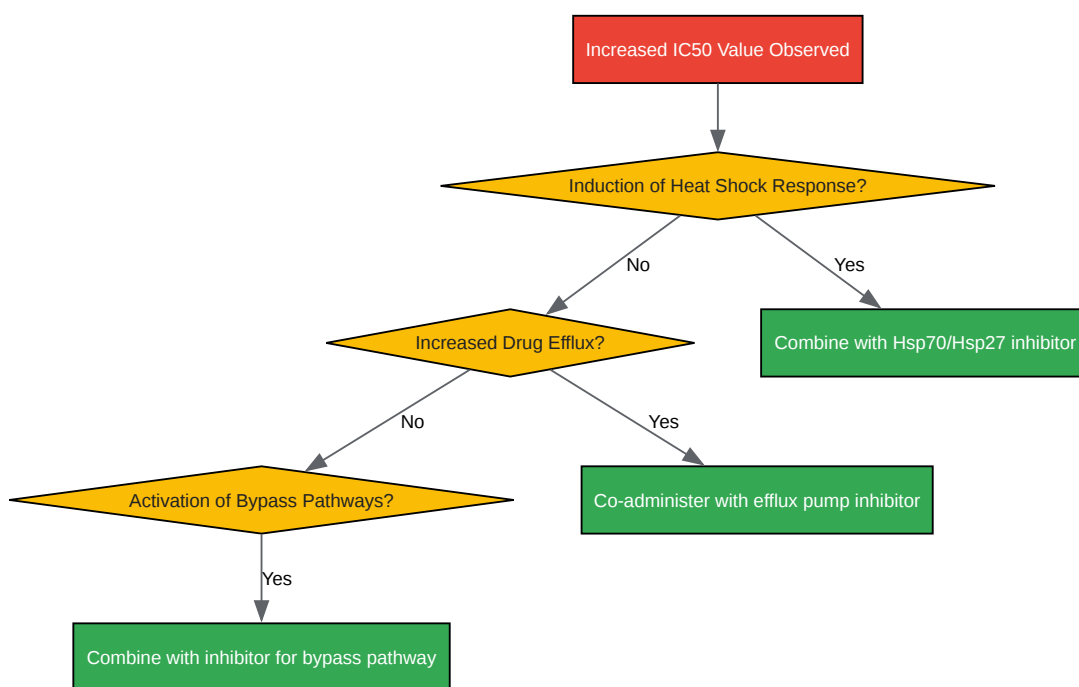 Increased IC50 Value Observed
Induction of Heat Shock Response?
No
Yes
Increased Drug Efflux?
Combine with Hsp70/Hsp27 inhibitor
No
Yes
Activation of Bypass Pathways?
Co-administer with efflux pump inhibitor
Yes
Combine with inhibitor for bypass pathway